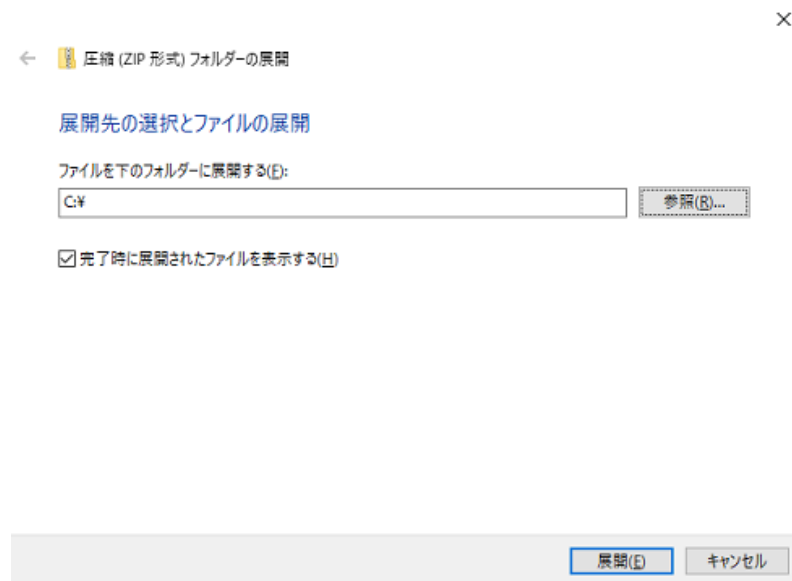 圧縮 (ZIP 形式) フォルダーの展開
展開先の選択とファイルの展開
ファイルを下のフォルダーに展開する(F):
C:¥
参照(R)...
完了時に展開されたファイルを表示する(H)
展開(E)
キャンセル